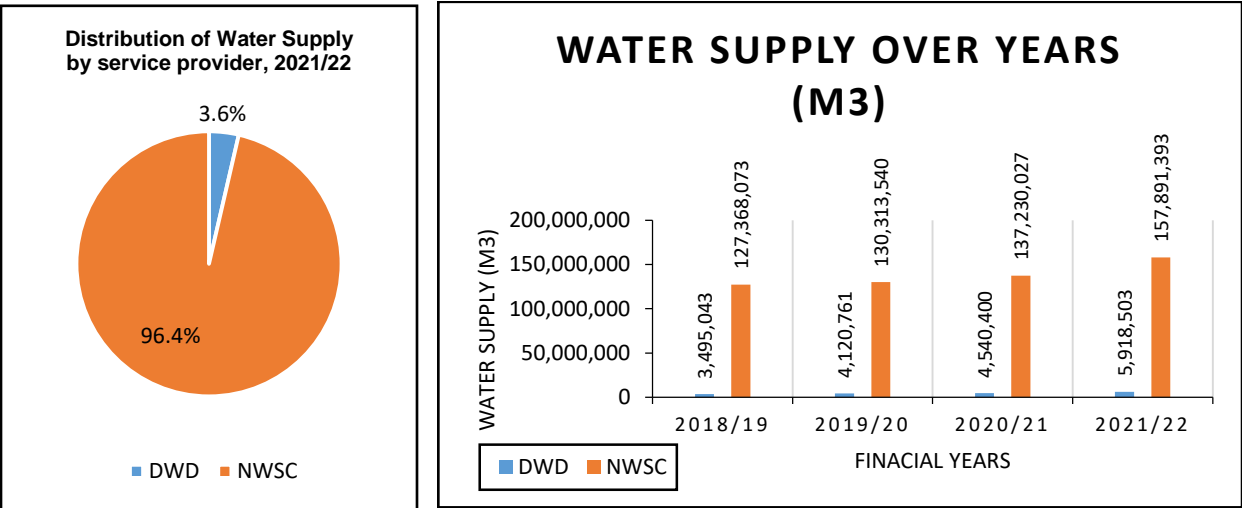 Distribution of Water Supply
by service provider, 2021/22
3.6%
96.4%
DWD NWSC
WATER SUPPLY OVER YEARS
(M3)
WATER SUPPLY (M3)
200,000,000
150,000,000
100,000,000
50,000,000
0
3,495,043
127,368,073
4,120,761
130,313,540
4,540,400
137,230,027
5,918,503
157,891,393
2018/19 2019/20 2020/21 2021/22
FINACIAL YEARS
DWD NWSC